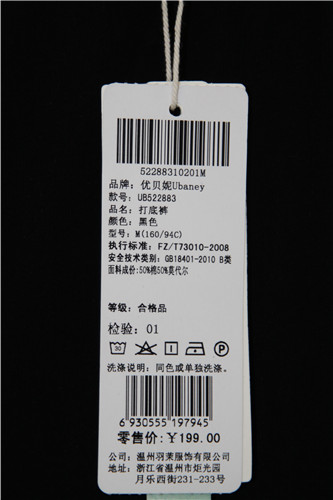 52288310201M
品牌：优贝妮Ubaney
款号：UB522883
品名：打底裤
颜色：黑色
型号：M(160/94C)
执行标准：FZ/T73010-2008
安全技术类别：GB18401-2010 B类
面料成份：50%棉50%莫代尔
等级：合格品
检验：01
30
P
洗涤说明：同色或单独洗涤。
6 930555 197945
零售价：¥199.00
公司：温州羽茉服饰有限公司
地址：浙江省温州市炬光园
月乐西街231-233号